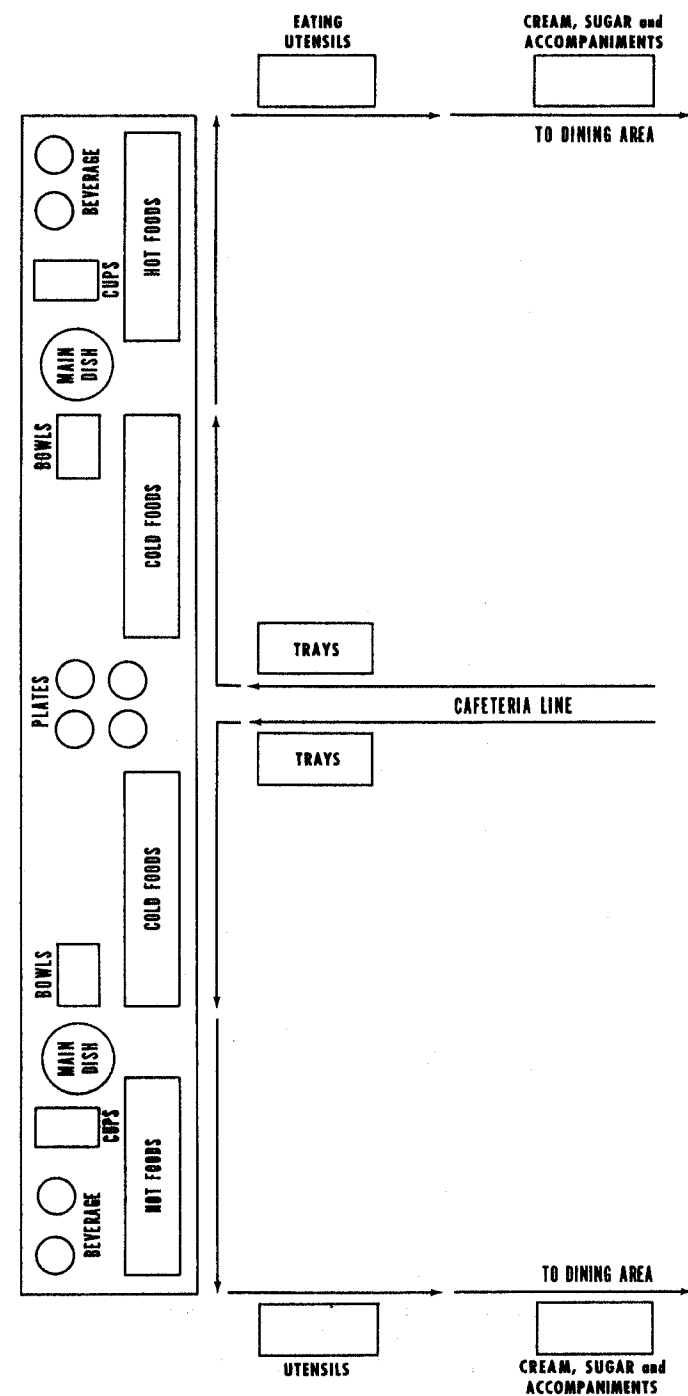 EATING
UTENSILS
CREAM, SUGAR and
ACCOMPANIMENTS
TO DINING AREA
BEVERAGE
HOT FOODS
CUPS
MAIN
DISH
BOWLS
COLD FOODS
TRAYS
PLATES
CAFETERIA LINE
TRAYS
COLD FOODS
BOWLS
MAIN
DISH
CUPS
HOT FOODS
BEVERAGE
TO DINING AREA
UTENSILS
CREAM, SUGAR and
ACCOMPANIMENTS